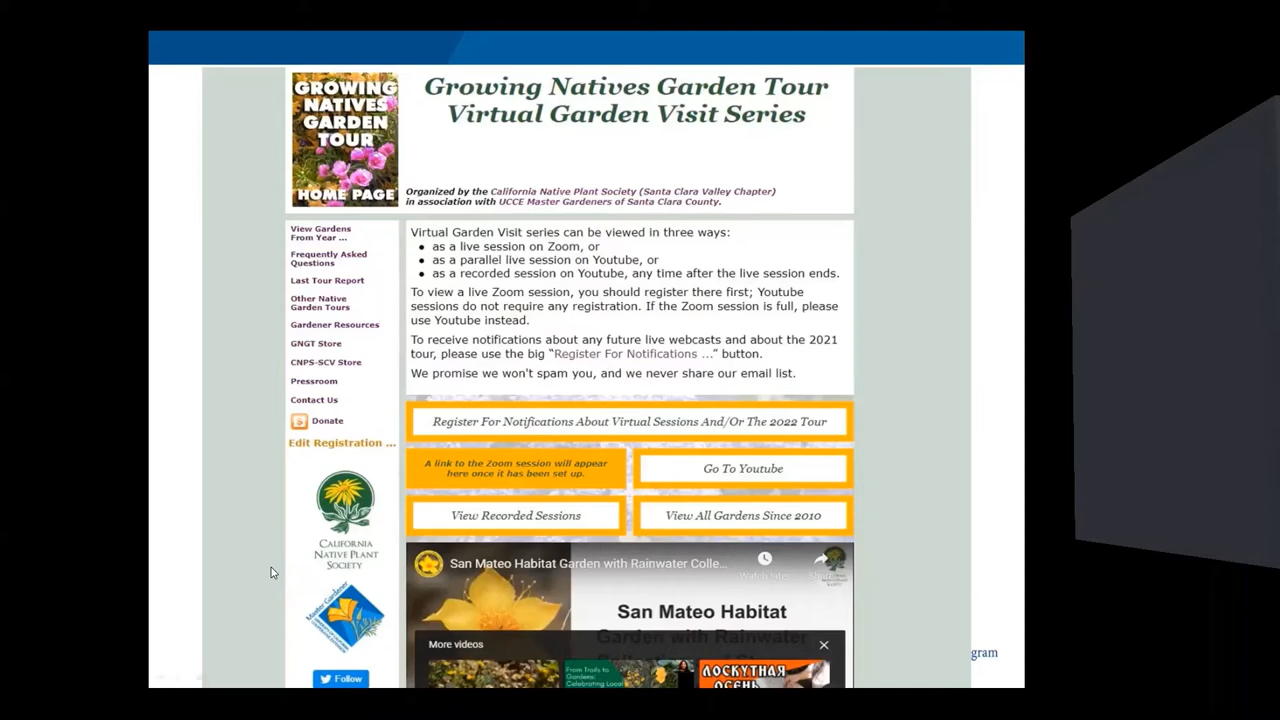 GROWING
NATIVES
GARDEN
TOUR
HOME PAGE
Growing Natives Garden Tour
Virtual Garden Visit Series
Organized by the California Native Plant Society (Santa Clara Valley Chapter)
in association with UCCE Master Gardeners of Santa Clara County.
View Gardens
From Year ...
Frequently Asked
Questions
Last Tour Report
Other Native
Garden Tours
Gardener Resources
GNGT Store
CNPS-SCV Store
Pressroom
Contact Us
Donate
Edit Registration ...
CALIFORNIA
NATIVE PLANT
SOCIETY
Master Gardener
Follow
Virtual Garden Visit series can be viewed in three ways:
as a live session on Zoom, or
as a parallel live session on Youtube, or
as a recorded session on Youtube, any time after the live session ends.
To view a live Zoom session, you should register there first; Youtube
sessions do not require any registration. If the Zoom session is full, please
use Youtube instead.
To receive notifications about any future live webcasts and about the 2021
tour, please use the big “Register For Notifications ...” button.
We promise we won't spam you, and we never share our email list.
Register For Notifications About Virtual Sessions And/Or The 2022 Tour
A link to the Zoom session will appear
here once it has been set up.
Go To Youtube
View Recorded Sessions
View All Gardens Since 2010
San Mateo Habitat Garden with Rainwater Colle...
San Mateo Habitat
Garden with Rainwater
More videos
From Trails to
Gardens:
Celebrating Local
ЛОСКУТНАЯ
ОСЕНЬ
gram